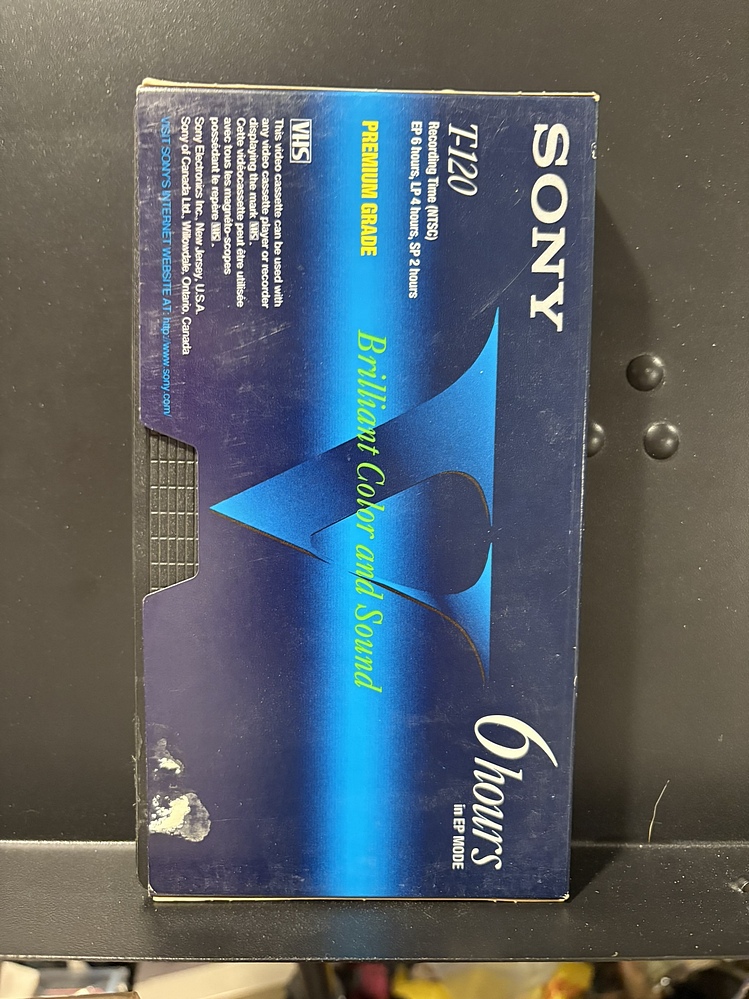 SONY
T-120
Recording Time (NTSC)
EP 6 hours, LP 4 hours, SP 2 hours
PREMIUM GRADE
Brilliant Color and Sound
6 hours
in EP MODE
VHS
This video cassette can be used with
any video cassette player or recorder
displaying the mark VHS.
Cette vidéocassette peut être utilisée
avec tous les magnéto-scopes
possédant le repère VHS.
Sony Electronics Inc., New Jersey, U.S.A.
Sony of Canada Ltd., Willowdale, Ontario, Canada
VISIT SONY'S INTERNET WEBSITE AT: http://www.sony.com/